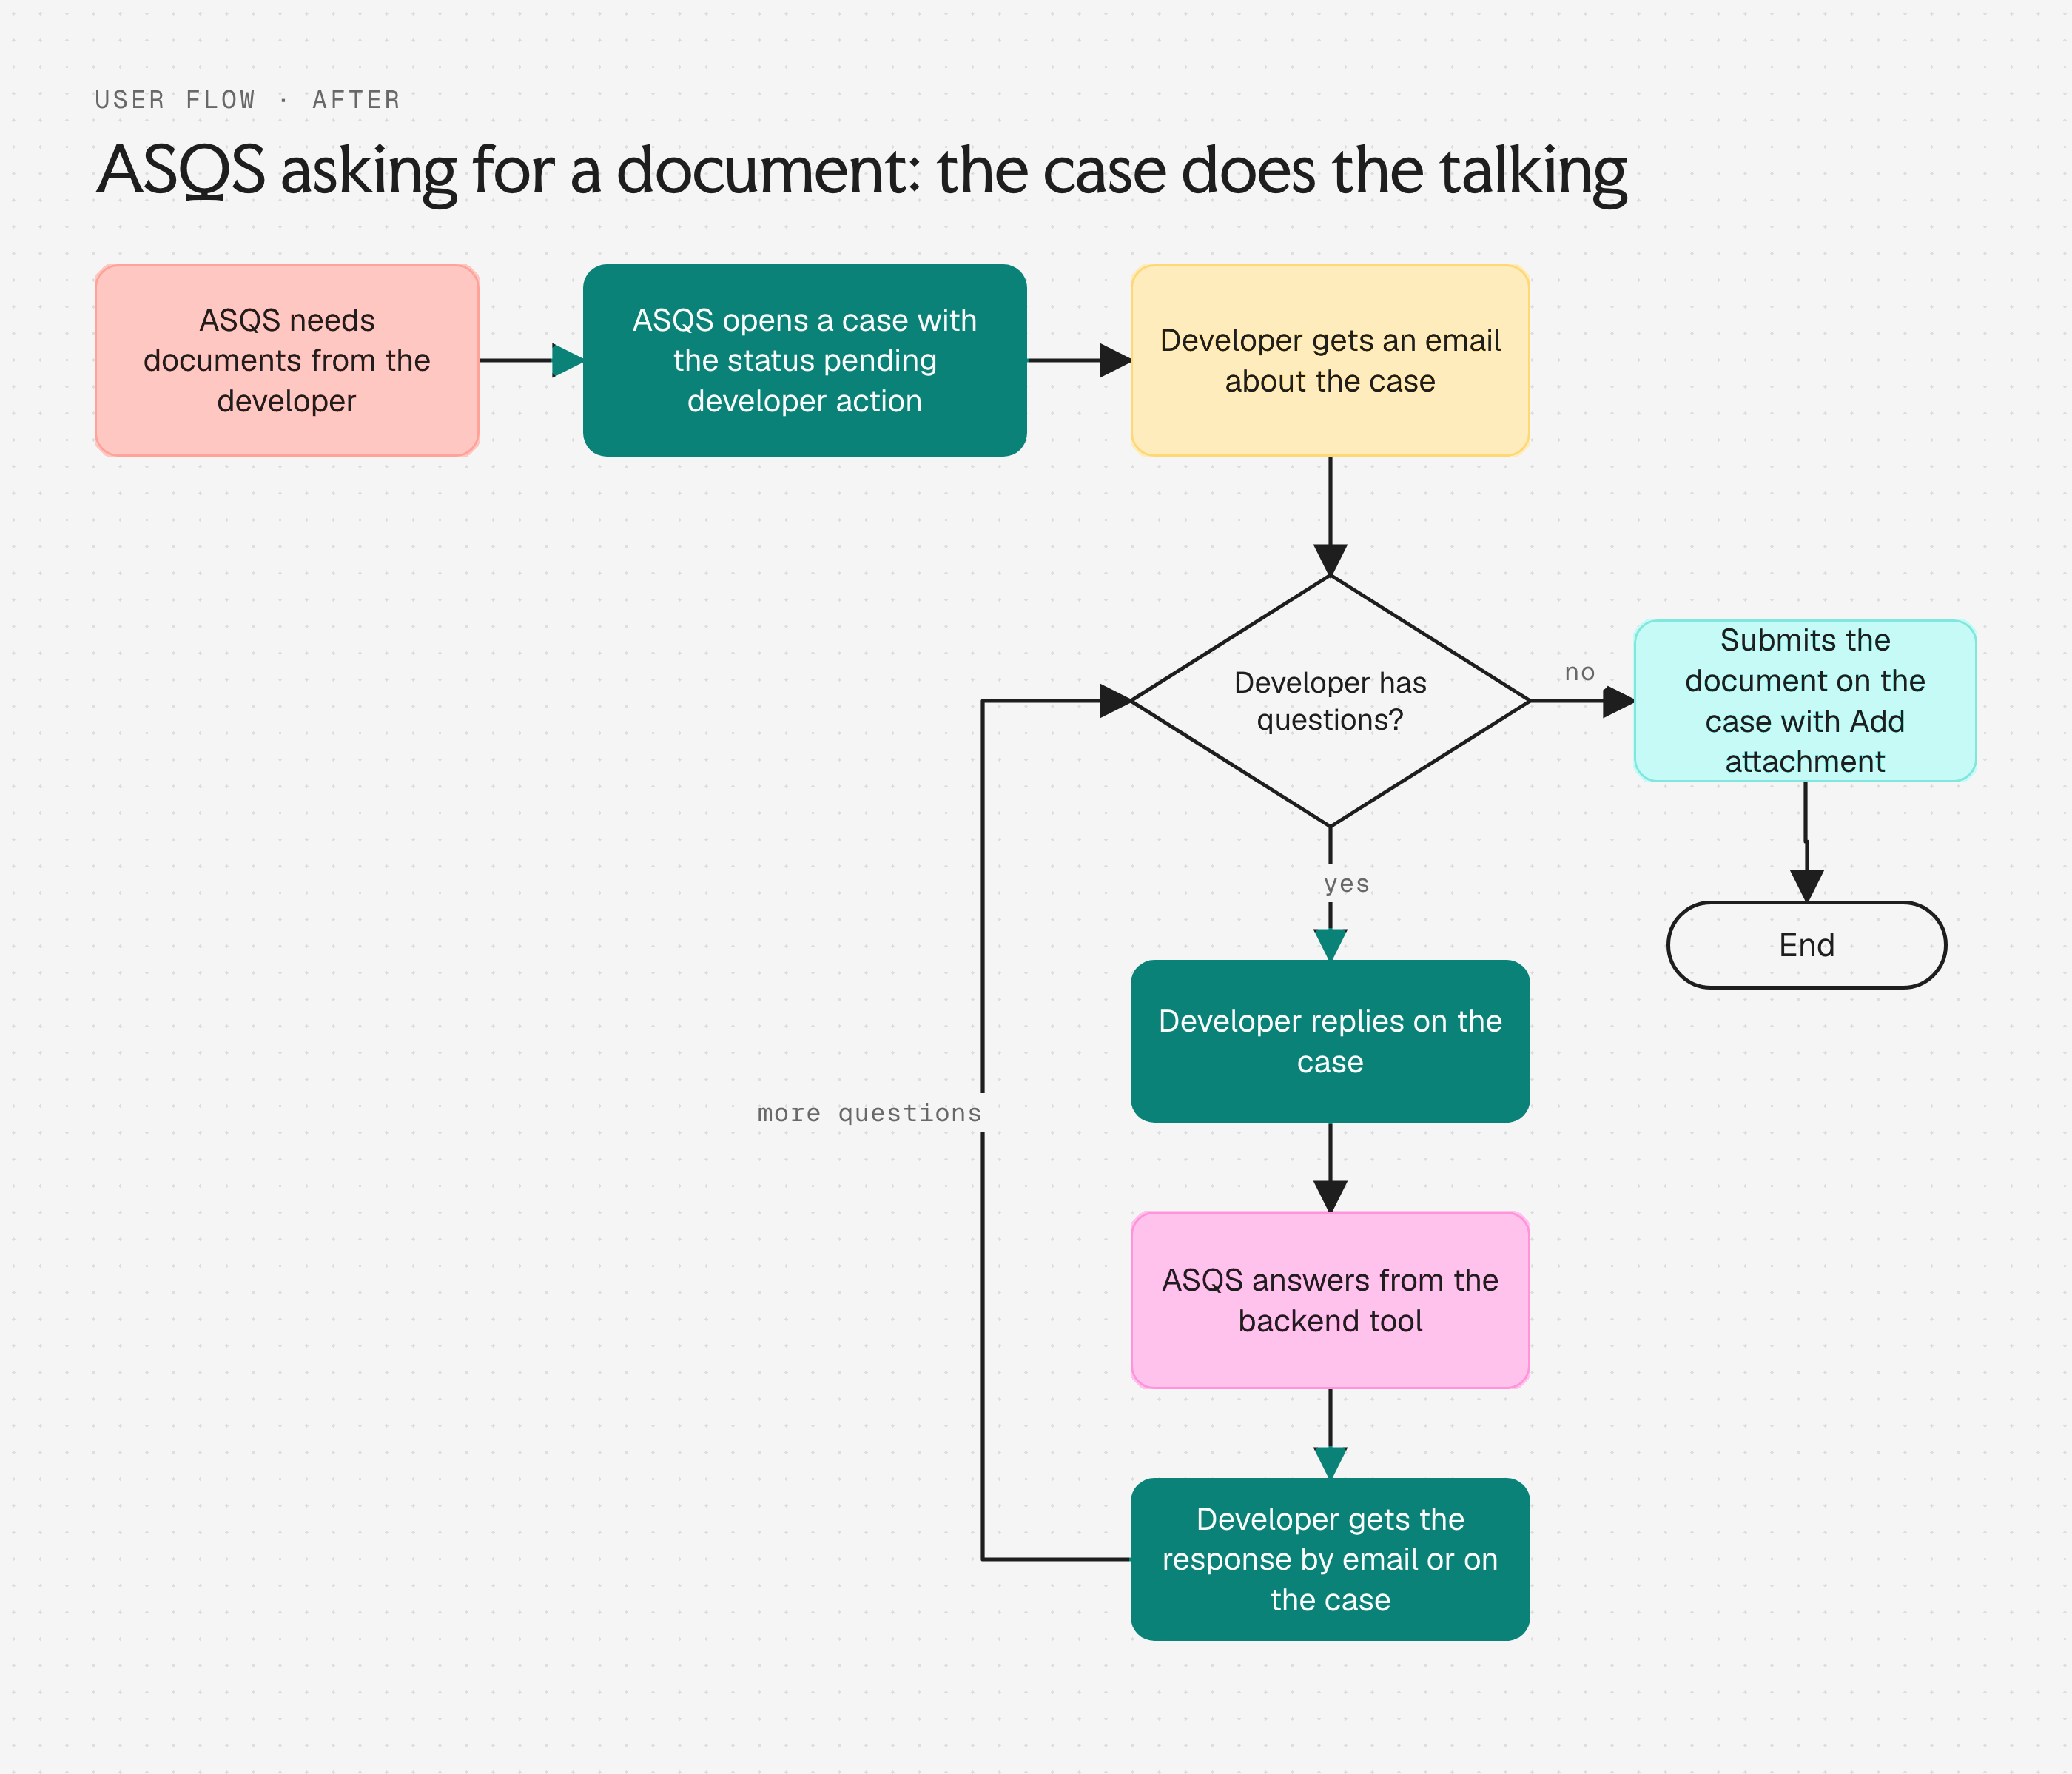 USER FLOW · AFTER
ASQS asking for a document: the case does the talking
ASQS needs
documents from the
developer
ASQS opens a case with
the status pending
developer action
Developer gets an email
about the case
Developer has
questions?
no
Submits the
document on the
case with Add
attachment
yes
End
Developer replies on the
case
more questions
ASQS answers from the
backend tool
Developer gets the
response by email or on
the case